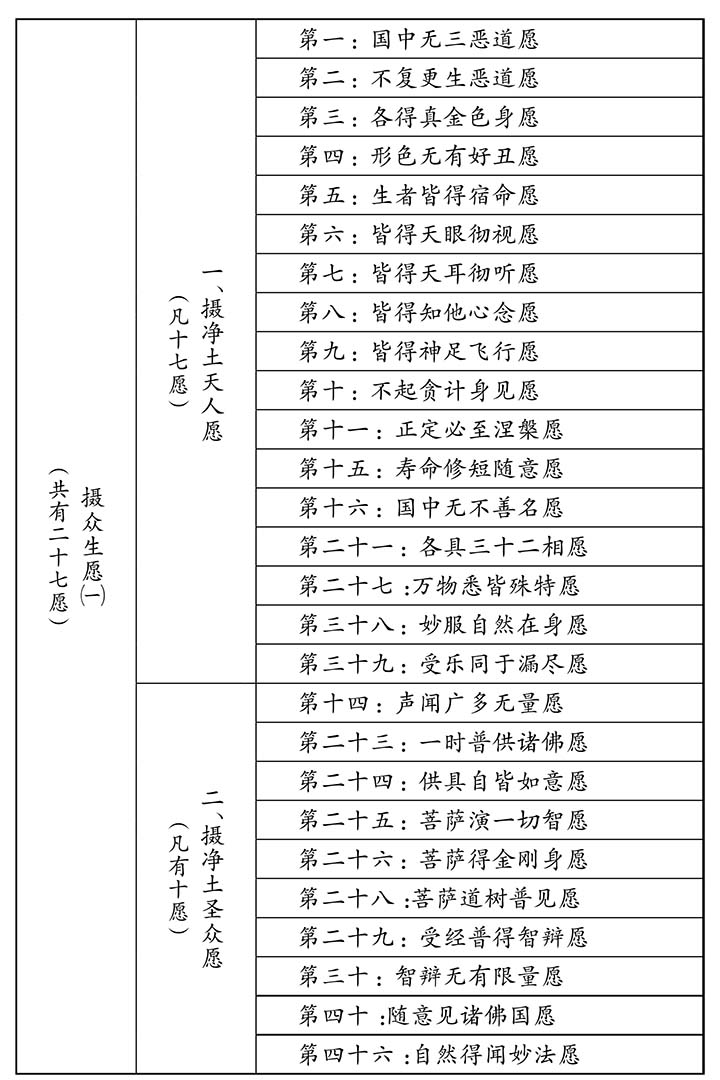 摄众生愿㈠
（共有二十七愿）
一、摄净土天人愿
（凡十七愿）
第一：国中无三恶道愿
第二：不复更生恶道愿
第三：各得真金色身愿
第四：形色无有好丑愿
第五：生者皆得宿命愿
第六：皆得天眼彻视愿
第七：皆得天耳彻听愿
第八：皆得知他心念愿
第九：皆得神足飞行愿
第十：不起贪计身见愿
第十一：正定必至涅槃愿
第十五：寿命修短随意愿
第十六：国中无不善名愿
第二十一：各具三十二相愿
第二十七:万物悉皆殊特愿
第三十八：妙服自然在身愿
第三十九：受乐同于漏尽愿
二、摄净土圣众愿
（凡有十愿）
第十四：声闻广多无量愿
第二十三：一时普供诸佛愿
第二十四：供具自皆如意愿
第二十五：菩萨演一切智愿
第二十六：菩萨得金刚身愿
第二十八:菩萨道树普见愿
第二十九：受经普得智辩愿
第三十：智辩无有限量愿
第四十:随意见诸佛国愿
第四十六:自然得闻妙法愿